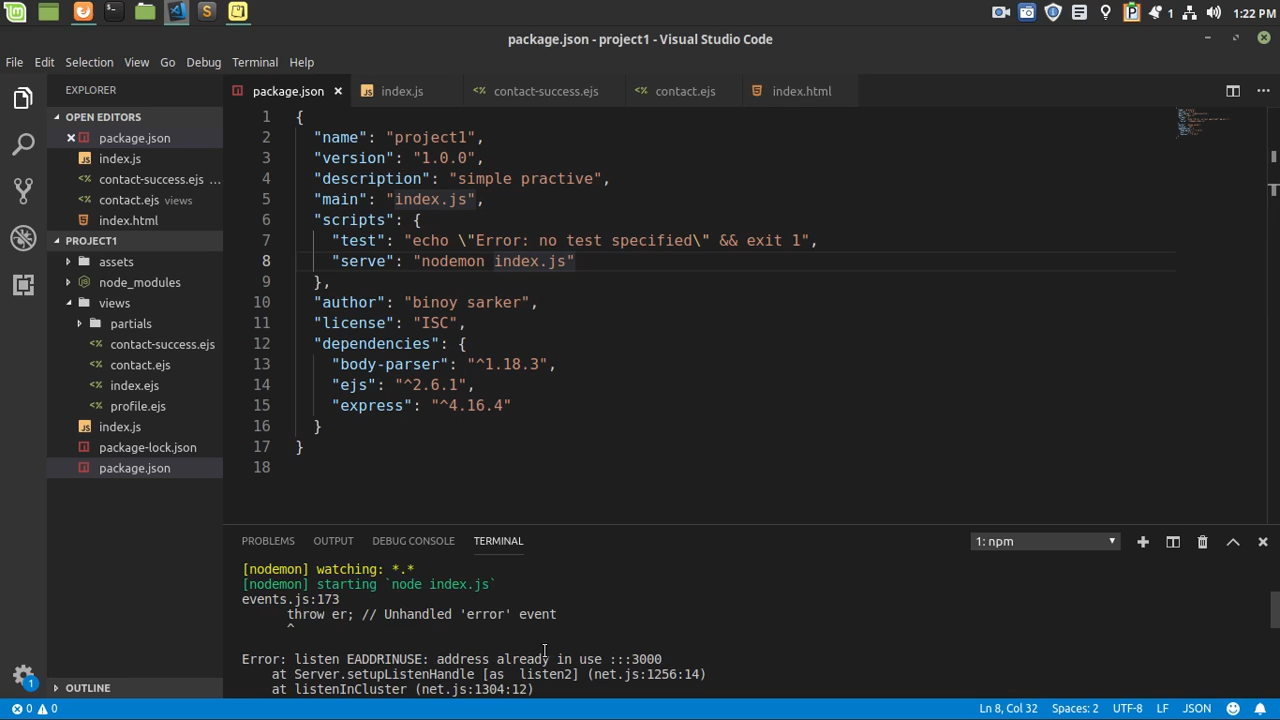 1 1:22 PM
package.json - project1 - Visual Studio Code
File Edit Selection View Go Debug Terminal Help
EXPLORER
package.json index.js contact-success.ejs contact.ejs index.html
OPEN EDITORS
package.json
index.js
contact-success.ejs ...
contact.ejs views
index.html
PROJECT1
assets
node_modules
views
partials
contact-success.ejs
contact.ejs
index.ejs
profile.ejs
index.js
package-lock.json
package.json
OUTLINE
1
1 {
2 "name": "project1",
3 "version": "1.0.0",
4 "description": "simple practive",
5 "main": "index.js",
6 "scripts": {
7 "test": "echo \"Error: no test specified\" && exit 1",
8 "serve": "nodemon index.js"
9 },
10 "author": "binoy sarker",
11 "license": "ISC",
12 "dependencies": {
13 "body-parser": "^1.18.3",
14 "ejs": "^2.6.1",
15 "express": "^4.16.4"
16 }
17 }
18
PROBLEMS OUTPUT DEBUG CONSOLE TERMINAL 1: npm
[nodemon] watching: *.*
[nodemon] starting `node index.js`
events.js:173
throw er; // Unhandled 'error' event
^
Error: listen EADDRINUSE: address already in use :::3000
at Server.setupListenHandle [as _listen2] (net.js:1256:14)
at listenInCluster (net.js:1304:12)
0 0 Ln 8, Col 32 Spaces: 2 UTF-8 LF JSON